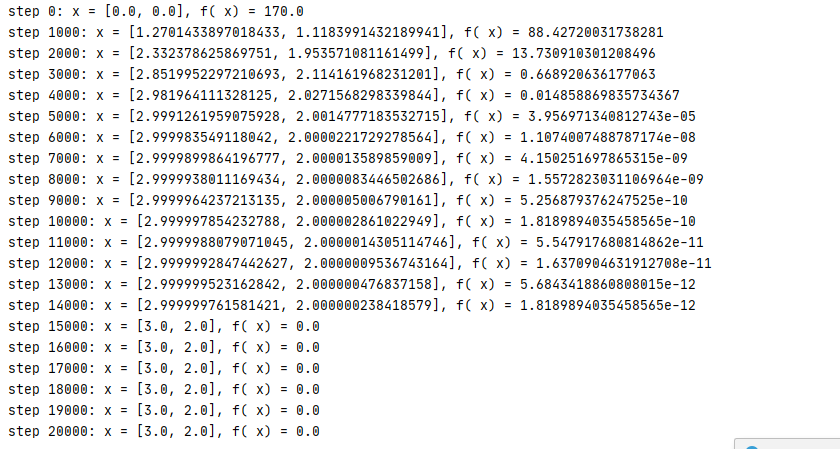 step 0: x = [0.0, 0.0], f( x) = 170.0
step 1000: x = [1.2701433897018433, 1.1183991432189941], f( x) = 88.42720031738281
step 2000: x = [2.332378625869751, 1.953571081161499], f( x) = 13.730910301208496
step 3000: x = [2.8519952297210693, 2.114161968231201], f( x) = 0.668920636177063
step 4000: x = [2.981964111328125, 2.0271568298339844], f( x) = 0.014858869835734367
step 5000: x = [2.9991261959075928, 2.0014777183532715], f( x) = 3.956971340812743e-05
step 6000: x = [2.999983549118042, 2.0000221729278564], f( x) = 1.1074007488787174e-08
step 7000: x = [2.9999899864196777, 2.000013589859009], f( x) = 4.150251697865315e-09
step 8000: x = [2.9999938011169434, 2.0000083446502686], f( x) = 1.5572823031106964e-09
step 9000: x = [2.9999964237213135, 2.000005006790161], f( x) = 5.256879376247525e-10
step 10000: x = [2.999997854232788, 2.000002861022949], f( x) = 1.8189894035458565e-10
step 11000: x = [2.9999988079071045, 2.0000014305114746], f( x) = 5.547917680814862e-11
step 12000: x = [2.9999992847442627, 2.0000009536743164], f( x) = 1.6370904631912708e-11
step 13000: x = [2.999999523162842, 2.000000476837158], f( x) = 5.6843418860808015e-12
step 14000: x = [2.999999761581421, 2.000000238418579], f( x) = 1.8189894035458565e-12
step 15000: x = [3.0, 2.0], f( x) = 0.0
step 16000: x = [3.0, 2.0], f( x) = 0.0
step 17000: x = [3.0, 2.0], f( x) = 0.0
step 18000: x = [3.0, 2.0], f( x) = 0.0
step 19000: x = [3.0, 2.0], f( x) = 0.0
step 20000: x = [3.0, 2.0], f( x) = 0.0